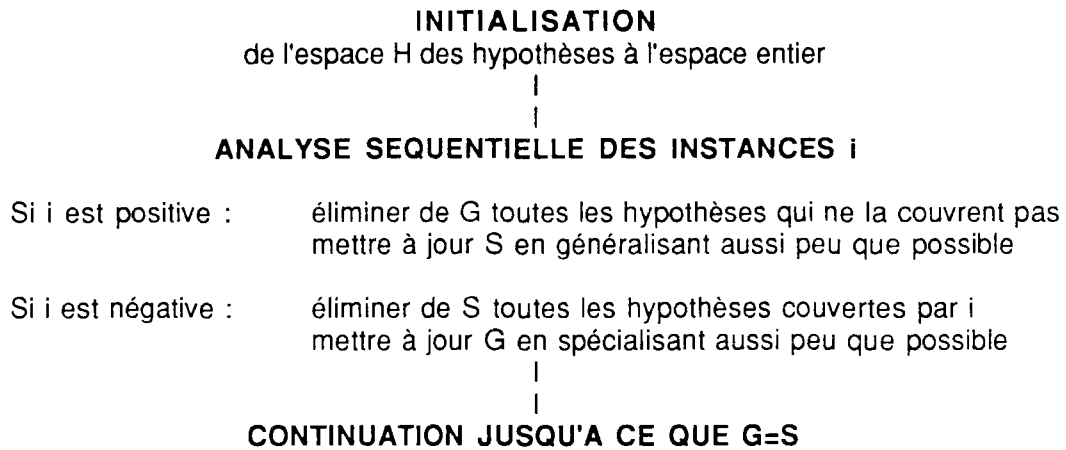 INITIALISATION
de l'espace H des hypothèses à l'espace entier
ANALYSE SEQUENTIELLE DES INSTANCES i
Si i est positive : éliminer de G toutes les hypothèses qui ne la couvrent pas
mettre à jour S en généralisant aussi peu que possible
Si i est négative : éliminer de S toutes les hypothèses couvertes par i
mettre à jour G en spécialisant aussi peu que possible
CONTINUATION JUSQU'A CE QUE G=S